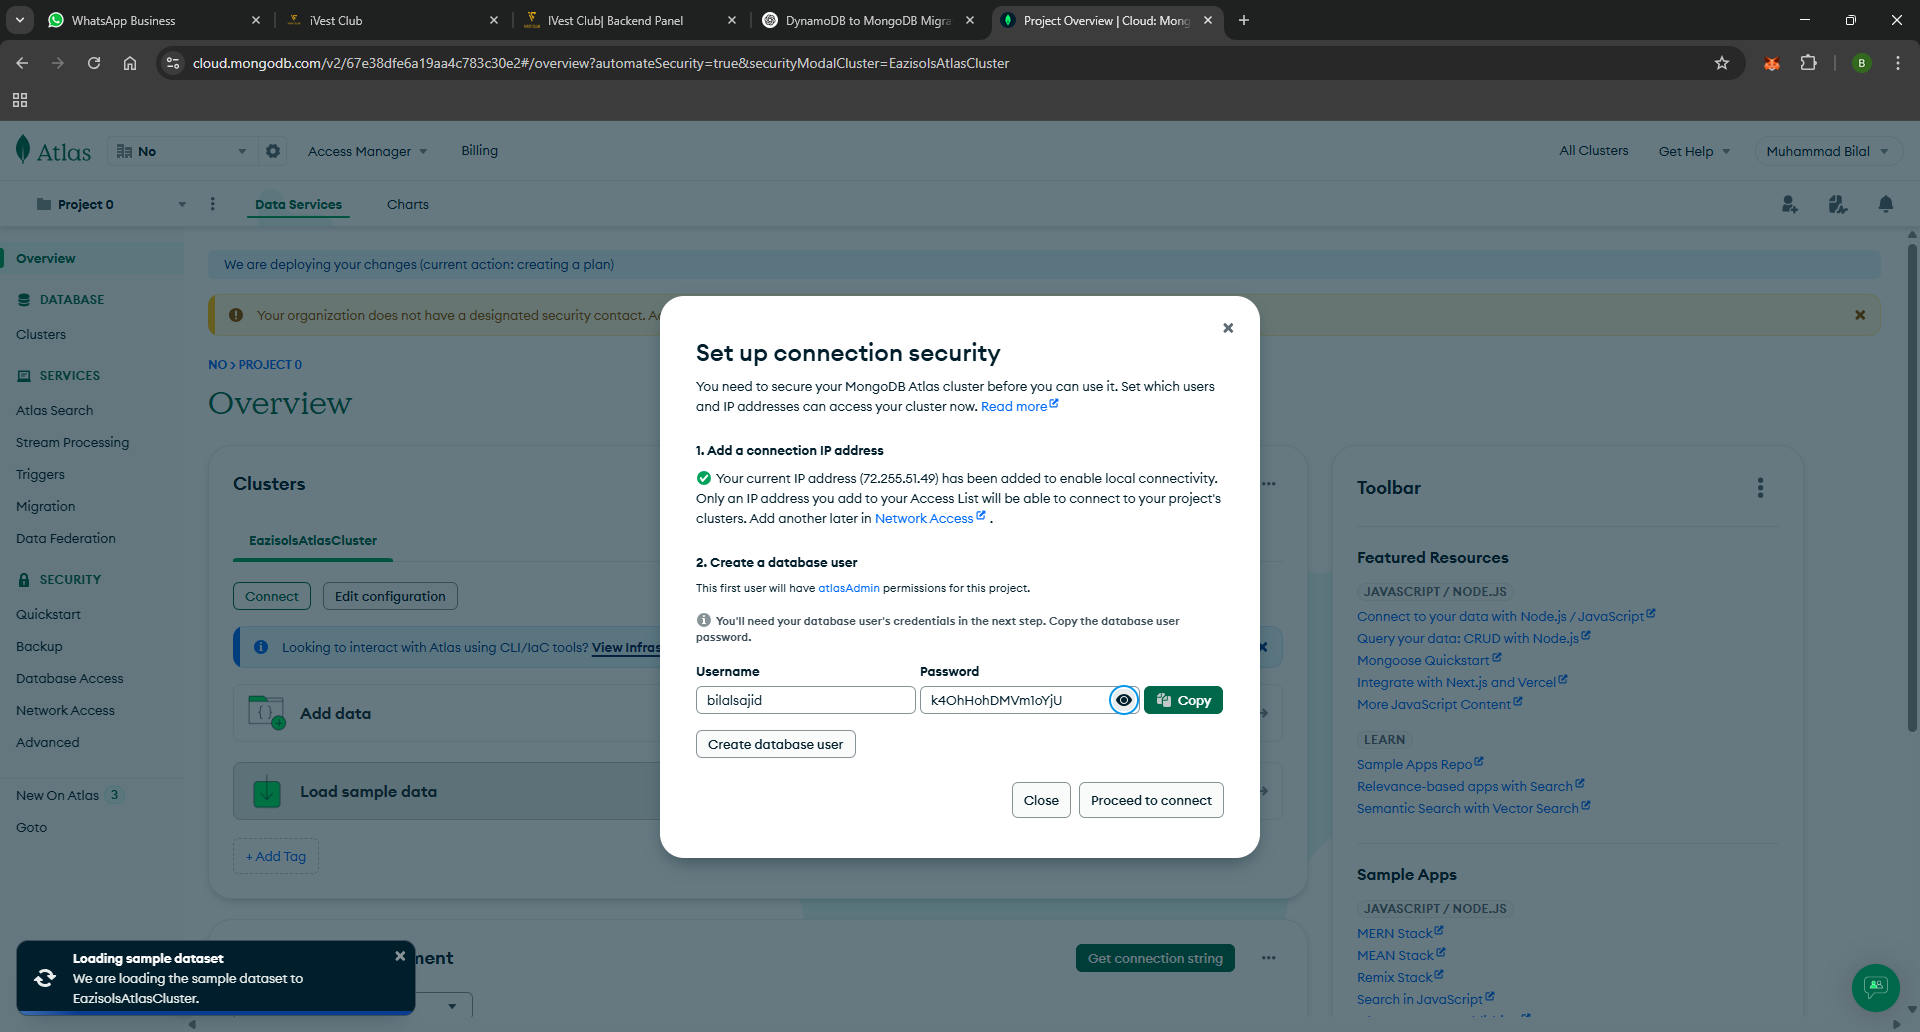 WhatsApp Business
iVest Club
IVest Club| Backend Panel
DynamoDB to MongoDB Migra
Project Overview | Cloud: Mong
cloud.mongodb.com/v2/67e38dfe6a19aa4c783c30e2#/overview?automateSecurity=true&securityModalCluster=EazisolsAtlasCluster
B
Atlas
No
Access Manager
Billing
All Clusters
Get Help
Muhammad Bilal
Project 0
Data Services
Charts
Overview
DATABASE
Clusters
SERVICES
Atlas Search
Stream Processing
Triggers
Migration
Data Federation
SECURITY
Quickstart
Backup
Database Access
Network Access
Advanced
New On Atlas 3
Goto
We are deploying your changes (current action: creating a plan)
Your organization does not have a designated security contact. A
NO > PROJECT 0
Overview
Clusters
EazisolsAtlasCluster
Connect
Edit configuration
Looking to interact with Atlas using CLI/IaC tools? View Infras
Add data
Load sample data
+ Add Tag
Set up connection security
You need to secure your MongoDB Atlas cluster before you can use it. Set which users
and IP addresses can access your cluster now. Read more
1. Add a connection IP address
Your current IP address (72.255.51.49) has been added to enable local connectivity.
Only an IP address you add to your Access List will be able to connect to your project's
clusters. Add another later in Network Access .
2. Create a database user
This first user will have atlasAdmin permissions for this project.
You'll need your database user's credentials in the next step. Copy the database user
password.
Username
Password
bilalsajid
k4OhHohDMVm1oYjU
Copy
Create database user
Close
Proceed to connect
Toolbar
Featured Resources
JAVASCRIPT / NODE.JS
Connect to your data with Node.js / JavaScript
Query your data: CRUD with Node.js
Mongoose Quickstart
Integrate with Next.js and Vercel
More JavaScript Content
LEARN
Sample Apps Repo
Relevance-based apps with Search
Semantic Search with Vector Search
Sample Apps
JAVASCRIPT / NODE.JS
MERN Stack
MEAN Stack
Remix Stack
Search in JavaScript
ment
Get connection string
Loading sample dataset
We are loading the sample dataset to
EazisolsAtlasCluster.